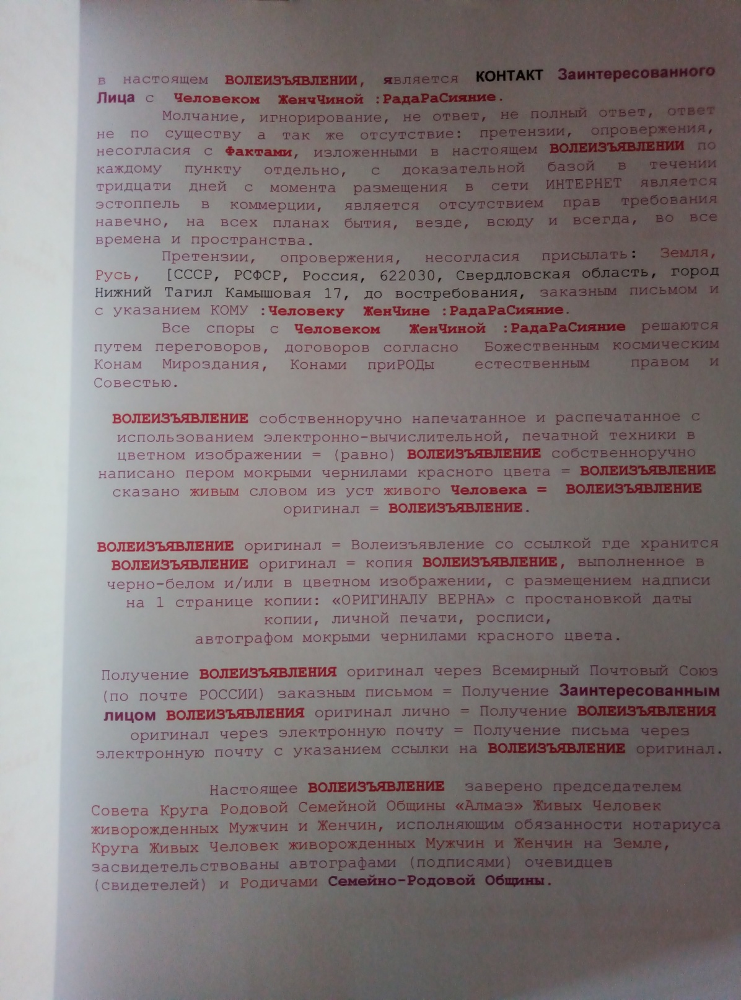 в настоящем ВОЛЕИЗЪЯВЛЕНИИ, является КОНТАКТ Заинтересованного
Лица с Человеком ЖенчЧиной :РадаРаСияние.
Молчание, игнорирование, не ответ, не полный ответ, ответ
не по существу а так же отсутствие: претензии, опровержения,
несогласия с Фактами, изложенными в настоящем ВОЛЕИЗЪЯВЛЕНИИ по
каждому пункту отдельно, с доказательной базой в течении
тридцати дней с момента размещения в сети ИНТЕРНЕТ является
эстоппель в коммерции, является отсутствием прав требования
навечно, на всех планах бытия, везде, всюду и всегда, во все
времена и пространства.
Претензии, опровержения, несогласия присылать: Земля,
Русь, [СССР, РСФСР, Россия, 622030, Свердловская область, город
Нижний Тагил Камышовая 17, до востребования, заказным письмом и
с указанием КОМУ :Человеку ЖенЧине :РадаРаСияние.
Все споры с Человеком ЖенЧиной :РадаРаСияние решаются
путем переговоров, договоров согласно Божественным космическим
Конам Мироздания, Конами приРОДы естественным правом и
Совестью.
ВОЛЕИЗЪЯВЛЕНИЕ собственноручно напечатанное и распечатанное с
использованием электронно-вычислительной, печатной техники в
цветном изображении = (равно) ВОЛЕИЗЪЯВЛЕНИЕ собственноручно
написано пером мокрыми чернилами красного цвета = ВОЛЕИЗЪЯВЛЕНИЕ
сказано живым словом из уст живого Человека = ВОЛЕИЗЪЯВЛЕНИЕ
оригинал = ВОЛЕИЗЪЯВЛЕНИЕ.
ВОЛЕИЗЪЯВЛЕНИЕ оригинал = Волеизъявление со ссылкой где хранится
ВОЛЕИЗЪЯВЛЕНИЕ оригинал = копия ВОЛЕИЗЪЯВЛЕНИЕ, выполненное в
черно-белом и/или в цветном изображении, с размещением надписи
на 1 странице копии: «ОРИГИНАЛУ ВЕРНА» с простановкой даты
копии, личной печати, росписи,
автографом мокрыми чернилами красного цвета.
Получение ВОЛЕИЗЪЯВЛЕНИЯ оригинал через Всемирный Почтовый Союз
(по почте РОССИИ) заказным письмом = Получение Заинтересованным
лицом ВОЛЕИЗЪЯВЛЕНИЯ оригинал лично = Получение ВОЛЕИЗЪЯВЛЕНИЯ
оригинал через электронную почту = Получение письма через
электронную почту с указанием ссылки на ВОЛЕИЗЪЯВЛЕНИЕ оригинал.
Настоящее ВОЛЕИЗЪЯВЛЕНИЕ заверено председателем
Совета Круга Родовой Семейной Общины «Алмаз» Живых Человек
живорожденных Мужчин и Женчин, исполняющим обязанности нотариуса
Круга Живых Человек живорожденных Мужчин и Женчин на Земле,
засвидетельствованы автографами (подписями) очевидцев
(свидетелей) и Родичами Семейно-Родовой Общины.